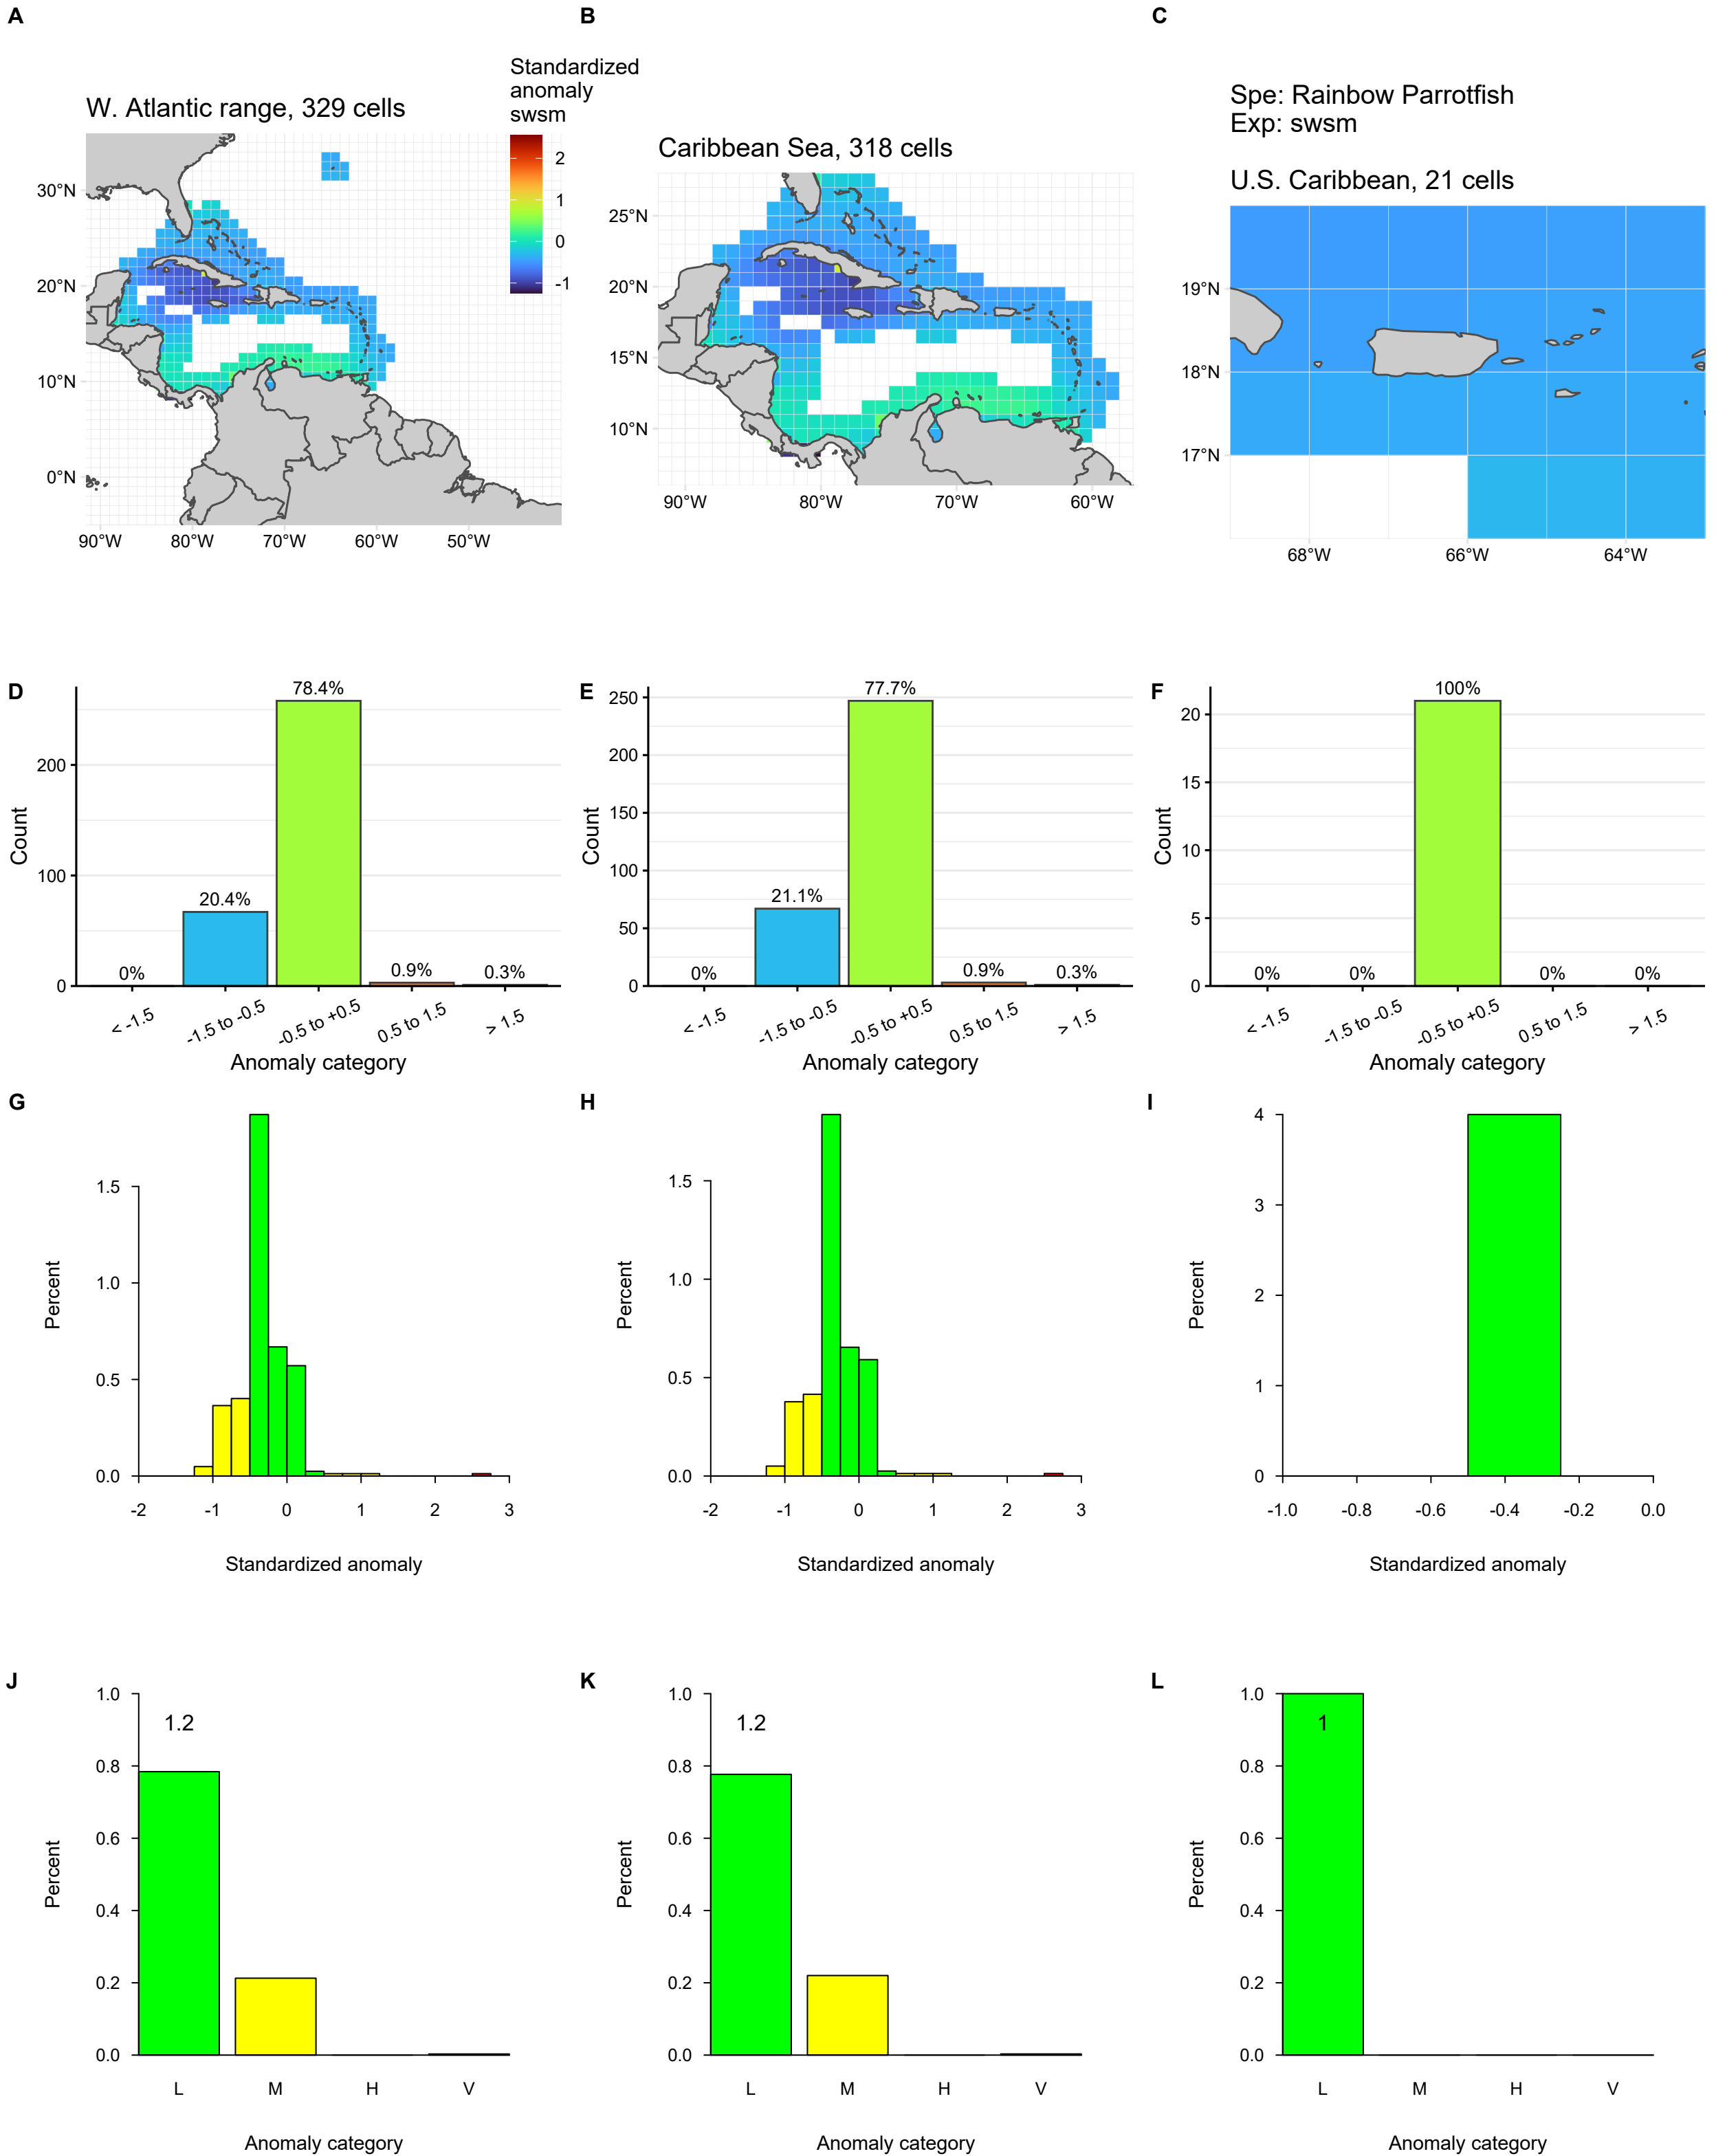 A
B
C
Standardized
anomaly
swsm
W. Atlantic range, 329 cells
2
1
0
-1
30°N
20°N
10°N
0°N
90°W 80°W 70°W 60°W 50°W
Caribbean Sea, 318 cells
25°N
20°N
15°N
10°N
90°W 80°W 70°W 60°W
Spe: Rainbow Parrotfish
Exp: swsm
U.S. Caribbean, 21 cells
19°N
18°N
17°N
68°W 66°W 64°W
D
Count
200
100
0
0% 20.4% 78.4% 0.9% 0.3%
< -1.5 -1.5 to -0.5 -0.5 to +0.5 0.5 to 1.5 > 1.5
Anomaly category
E
Count
250
200
150
100
50
0
0% 21.1% 77.7% 0.9% 0.3%
< -1.5 -1.5 to -0.5 -0.5 to +0.5 0.5 to 1.5 > 1.5
Anomaly category
F
Count
20
15
10
5
0
0% 0% 100% 0% 0%
< -1.5 -1.5 to -0.5 -0.5 to +0.5 0.5 to 1.5 > 1.5
Anomaly category
G
Percent
1.5
1.0
0.5
0.0
-2 -1 0 1 2 3
Standardized anomaly
H
Percent
1.5
1.0
0.5
0.0
-2 -1 0 1 2 3
Standardized anomaly
I
Percent
4
3
2
1
0
-1.0 -0.8 -0.6 -0.4 -0.2 0.0
Standardized anomaly
J
Percent
1.0
0.8
0.6
0.4
0.2
0.0
1.2
L M H V
Anomaly category
K
Percent
1.0
0.8
0.6
0.4
0.2
0.0
1.2
L M H V
Anomaly category
L
Percent
1.0
0.8
0.6
0.4
0.2
0.0
1
L M H V
Anomaly category